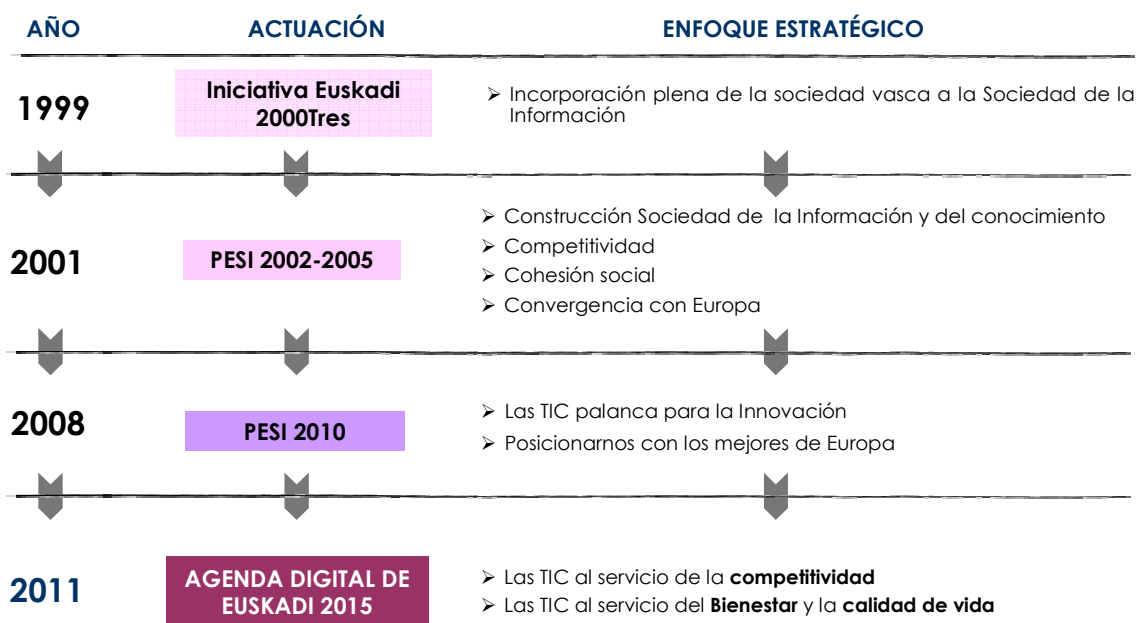 AÑO ACTUACIÓN ENFOQUE ESTRATÉGICO
1999
Iniciativa Euskadi
2000Tres
➢ Incorporación plena de la sociedad vasca a la Sociedad de la
Información
2001
PESI 2002-2005
➢ Construcción Sociedad de la Información y del conocimiento
➢ Competitividad
➢ Cohesión social
➢ Convergencia con Europa
2008
PESI 2010
➢ Las TIC palanca para la Innovación
➢ Posicionarnos con los mejores de Europa
2011
AGENDA DIGITAL DE
EUSKADI 2015
➢ Las TIC al servicio de la competitividad
➢ Las TIC al servicio del Bienestar y la calidad de vida